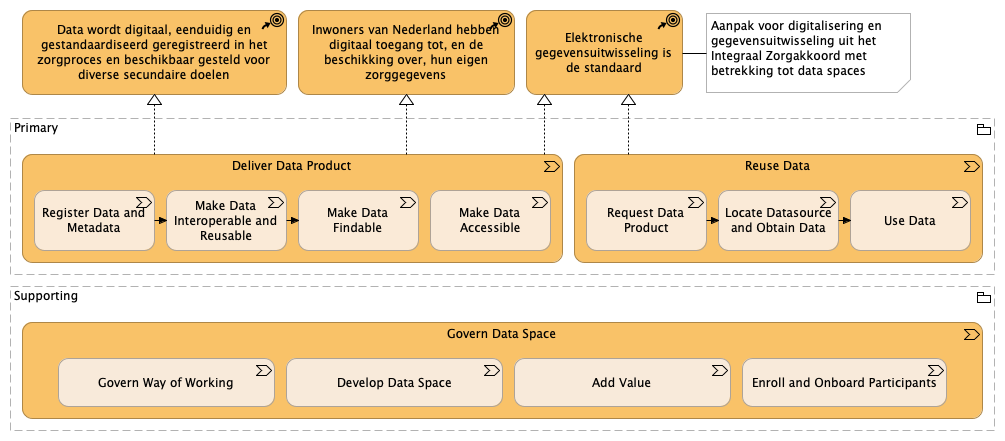 Data wordt digitaal, eenduidig en
gestandaardiseerd geregistreerd in het
zorgproces en beschikbaar gesteld voor
diverse secundaire doelen
Inwoners van Nederland hebben
digitaal toegang tot, en de
beschikking over, hun eigen
zorggegevens
Elektronische
gegevensuitwisseling is
de standaard
Aanpak voor digitalisering en
gegevensuitwisseling uit het
Integraal Zorgakkoord met
betrekking tot data spaces
Primary
Deliver Data Product
Register Data and
Metadata
Make Data
Interoperable and
Reusable
Make Data
Findable
Make Data
Accessible
Reuse Data
Request Data
Product
Locate Datasource
and Obtain Data
Use Data
Supporting
Govern Data Space
Govern Way of Working
Develop Data Space
Add Value
Enroll and Onboard Participants